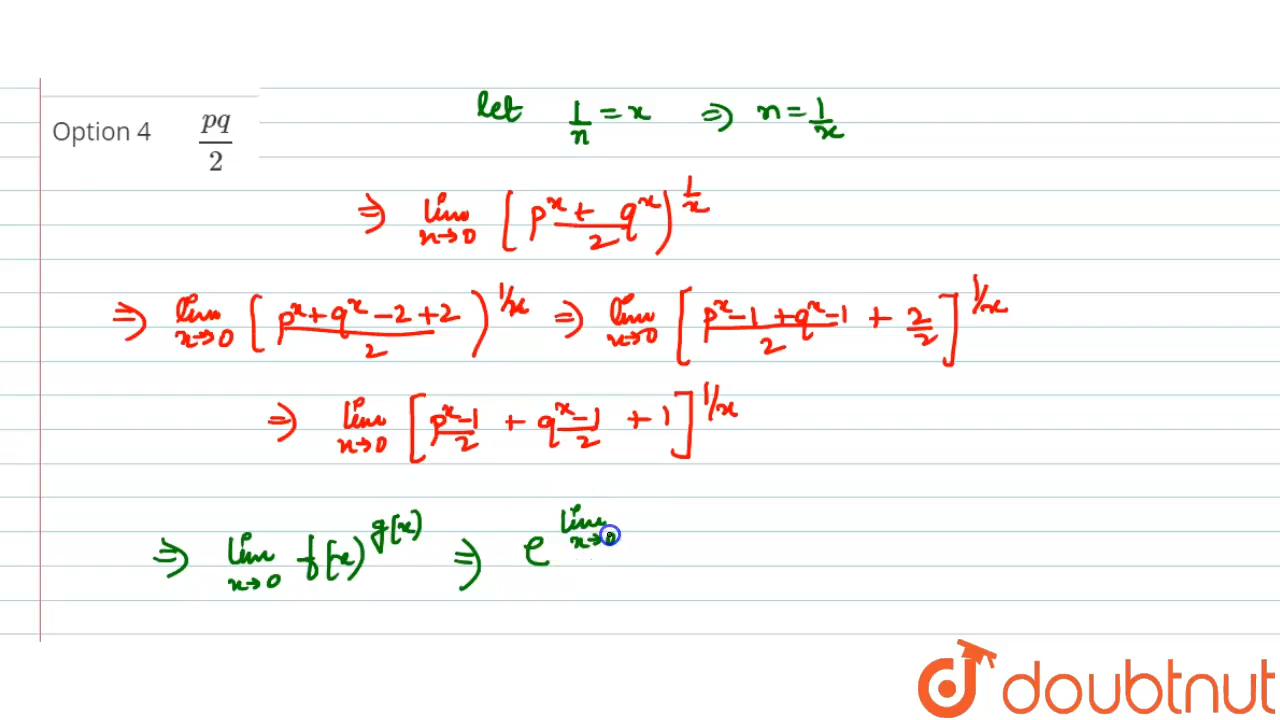 let 1/n = x ⇒ n = 1/x
Option 4 pq/2
⇒ lim x→0 [p^x + q^x / 2)^1/x
⇒ lim x→0 [p^x + q^x - 2 + 2 / 2)^1/x ⇒ lim x→0 [p^x - 1 + q^x - 1 / 2 + 2/2]^1/x
⇒ lim x→0 [p^x - 1 / 2 + q^x - 1 / 2 + 1]^1/x
⇒ lim x→0 f(x)^g(x) ⇒ e^lim x→0
doubtnut